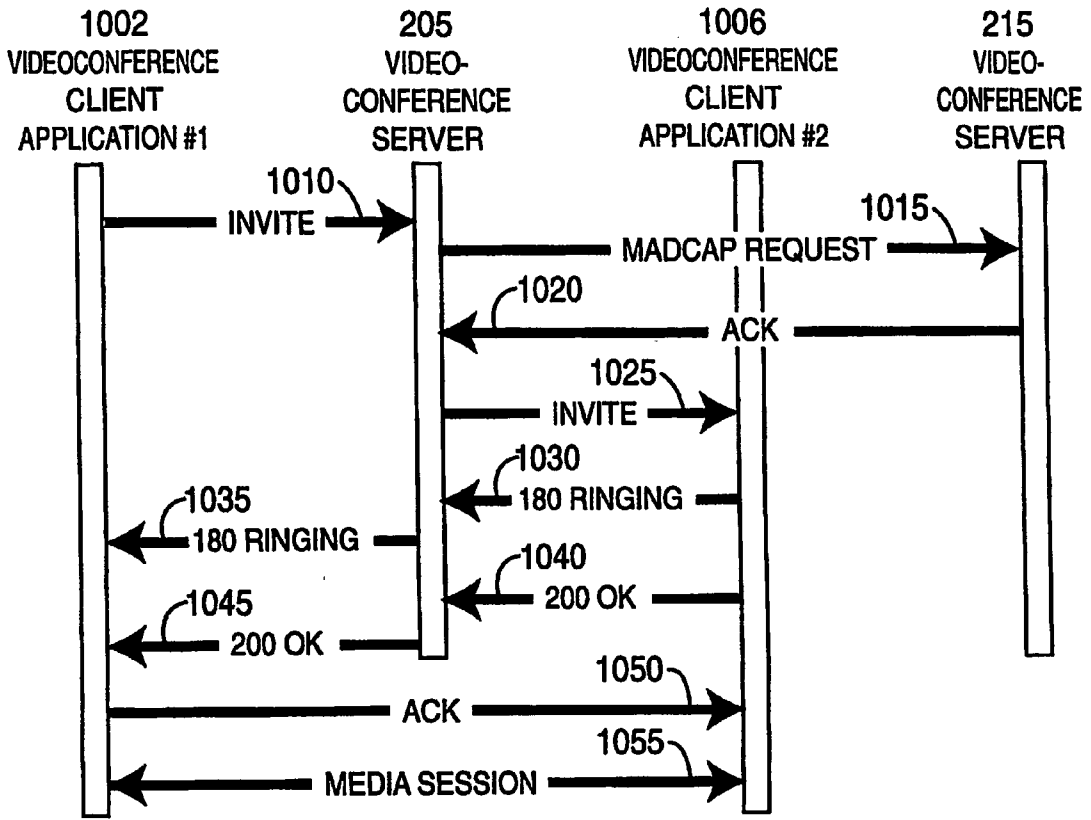 1002
VIDEOCONFERENCE
CLIENT
APPLICATION #1
205
VIDEO-
CONFERENCE
SERVER
1006
VIDEOCONFERENCE
CLIENT
APPLICATION #2
215
VIDEO-
CONFERENCE
SERVER
1010
INVITE
1015
MADCAP REQUEST
1020
ACK
1025
INVITE
1030
180 RINGING
1035
180 RINGING
1040
200 OK
1045
200 OK
1050
ACK
1055
MEDIA SESSION